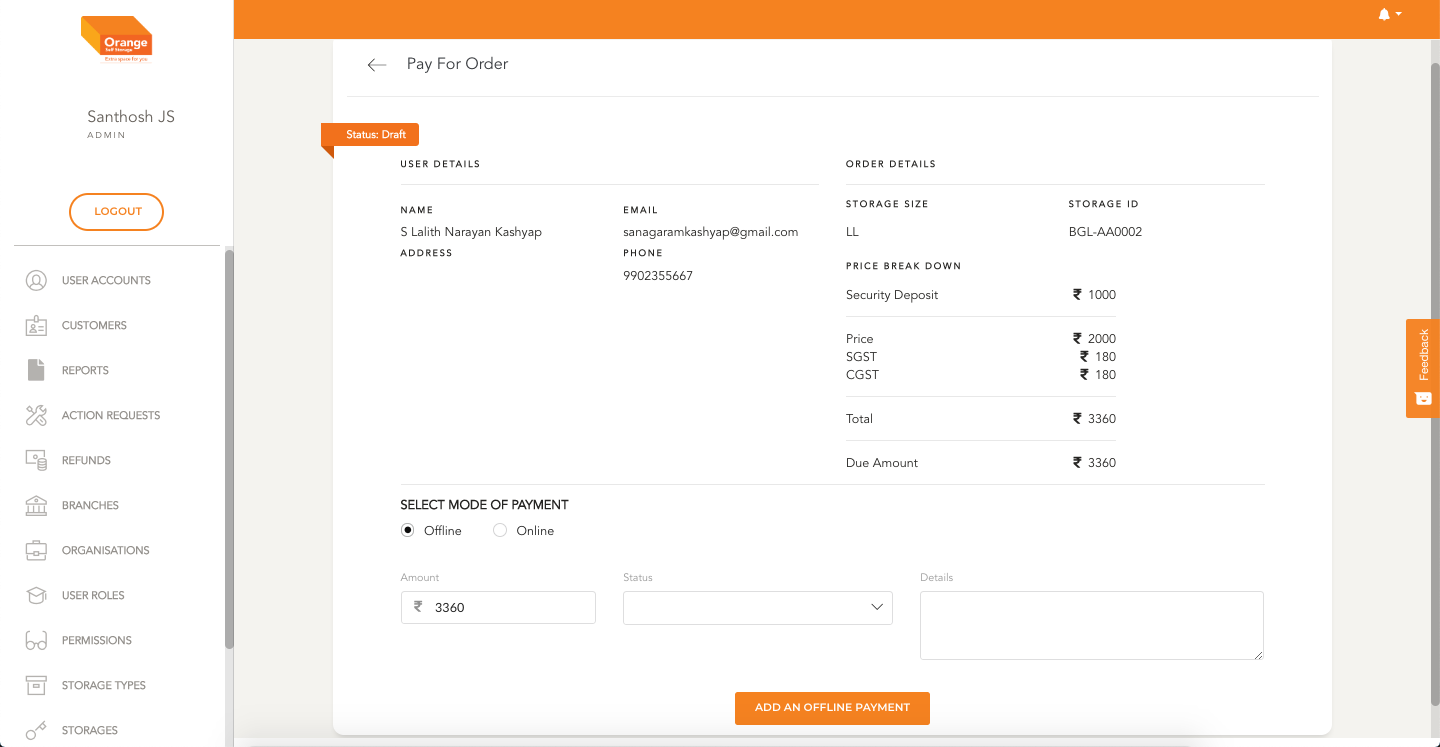 Orange
Self Storage
Extra space for you
Santhosh JS
ADMIN
LOGOUT
USER ACCOUNTS
CUSTOMERS
REPORTS
ACTION REQUESTS
REFUNDS
BRANCHES
ORGANISATIONS
USER ROLES
PERMISSIONS
STORAGE TYPES
STORAGES
Pay For Order
Status: Draft
USER DETAILS
NAME
S Lalith Narayan Kashyap
ADDRESS
EMAIL
sanagaramkashyap@gmail.com
PHONE
9902355667
ORDER DETAILS
STORAGE SIZE
LL
STORAGE ID
BGL-AA0002
PRICE BREAK DOWN
Security Deposit ₹ 1000
Price ₹ 2000
SGST ₹ 180
CGST ₹ 180
Total ₹ 3360
Due Amount ₹ 3360
SELECT MODE OF PAYMENT
Offline Online
Amount
₹ 3360
Status
Details
ADD AN OFFLINE PAYMENT
Feedback